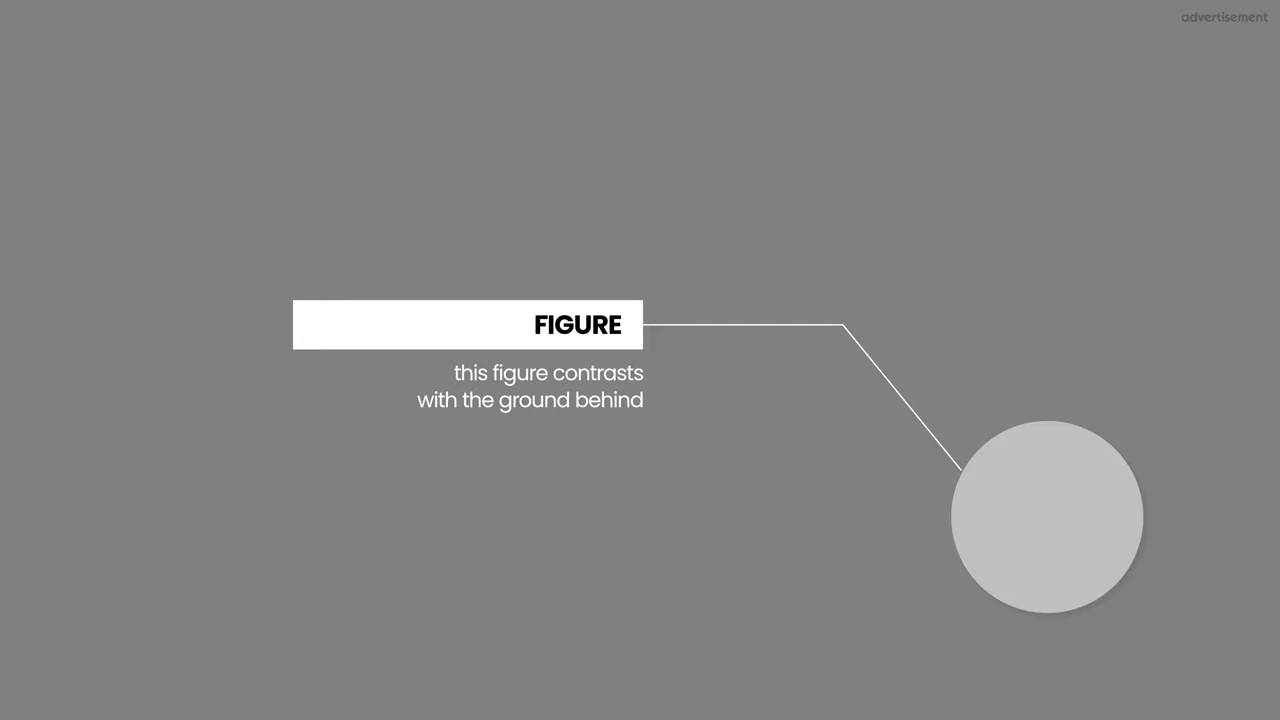 advertisement
FIGURE
this figure contrasts
with the ground behind